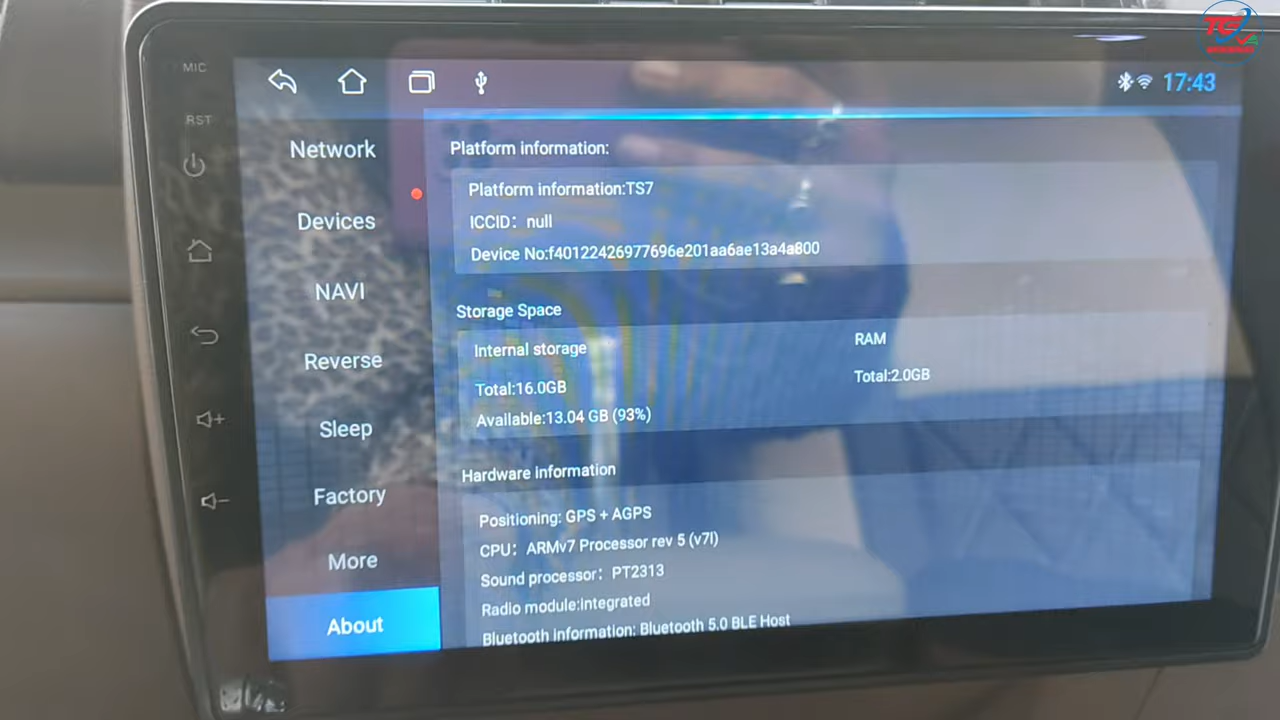 MIC
RST
17:43
Network
Devices
NAVI
Reverse
Sleep
Factory
More
About
Platform information:
Platform information:TS7
ICCID: null
Device No:f40122426977696e201aa6ae13a4a800
Storage Space
Internal storage
Total:16.0GB
Available:13.04 GB (93%)
RAM
Total:2.0GB
Hardware information
Positioning: GPS + AGPS
CPU: ARMv7 Processor rev 5 (v7l)
Sound processor: PT2313
Radio module:Integrated
Bluetooth information: Bluetooth 5.0 BLE Host